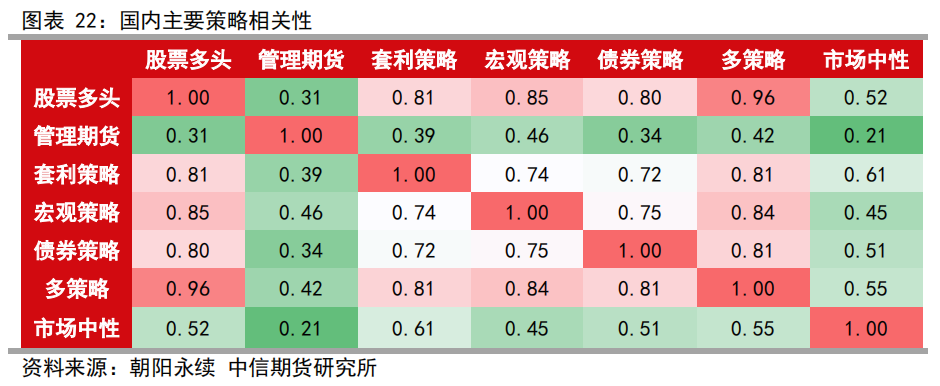 图表 22：国内主要策略相关性
股票多头 管理期货 套利策略 宏观策略 债券策略 多策略 市场中性
股票多头 1.00 0.31 0.81 0.85 0.80 0.96 0.52
管理期货 0.31 1.00 0.39 0.46 0.34 0.42 0.21
套利策略 0.81 0.39 1.00 0.74 0.72 0.81 0.61
宏观策略 0.85 0.46 0.74 1.00 0.75 0.84 0.45
债券策略 0.80 0.34 0.72 0.75 1.00 0.81 0.51
多策略 0.96 0.42 0.81 0.84 0.81 1.00 0.55
市场中性 0.52 0.21 0.61 0.45 0.51 0.55 1.00
资料来源：朝阳永续 中信期货研究所